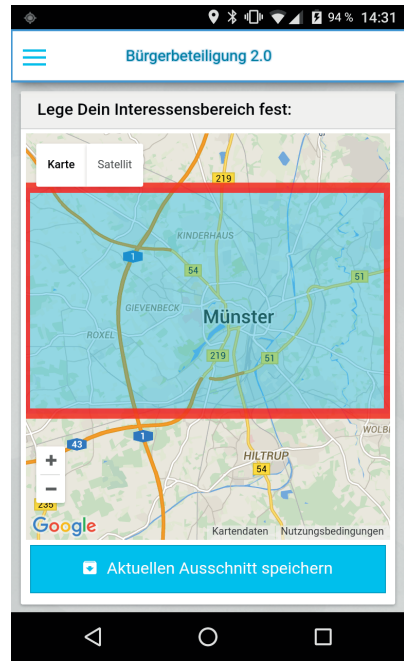 94 % 14:31
Bürgerbeteiligung 2.0
Lege Dein Interessensbereich fest:
Karte Satellit
219
KINDERHAUS
1
54
51
GIEVENBECK
Münster
ROXEL
219
51
43
1
WOLB
HILTRUP
54
+
−
235
Google
Kartendaten Nutzungsbedingungen
Aktuellen Ausschnitt speichern